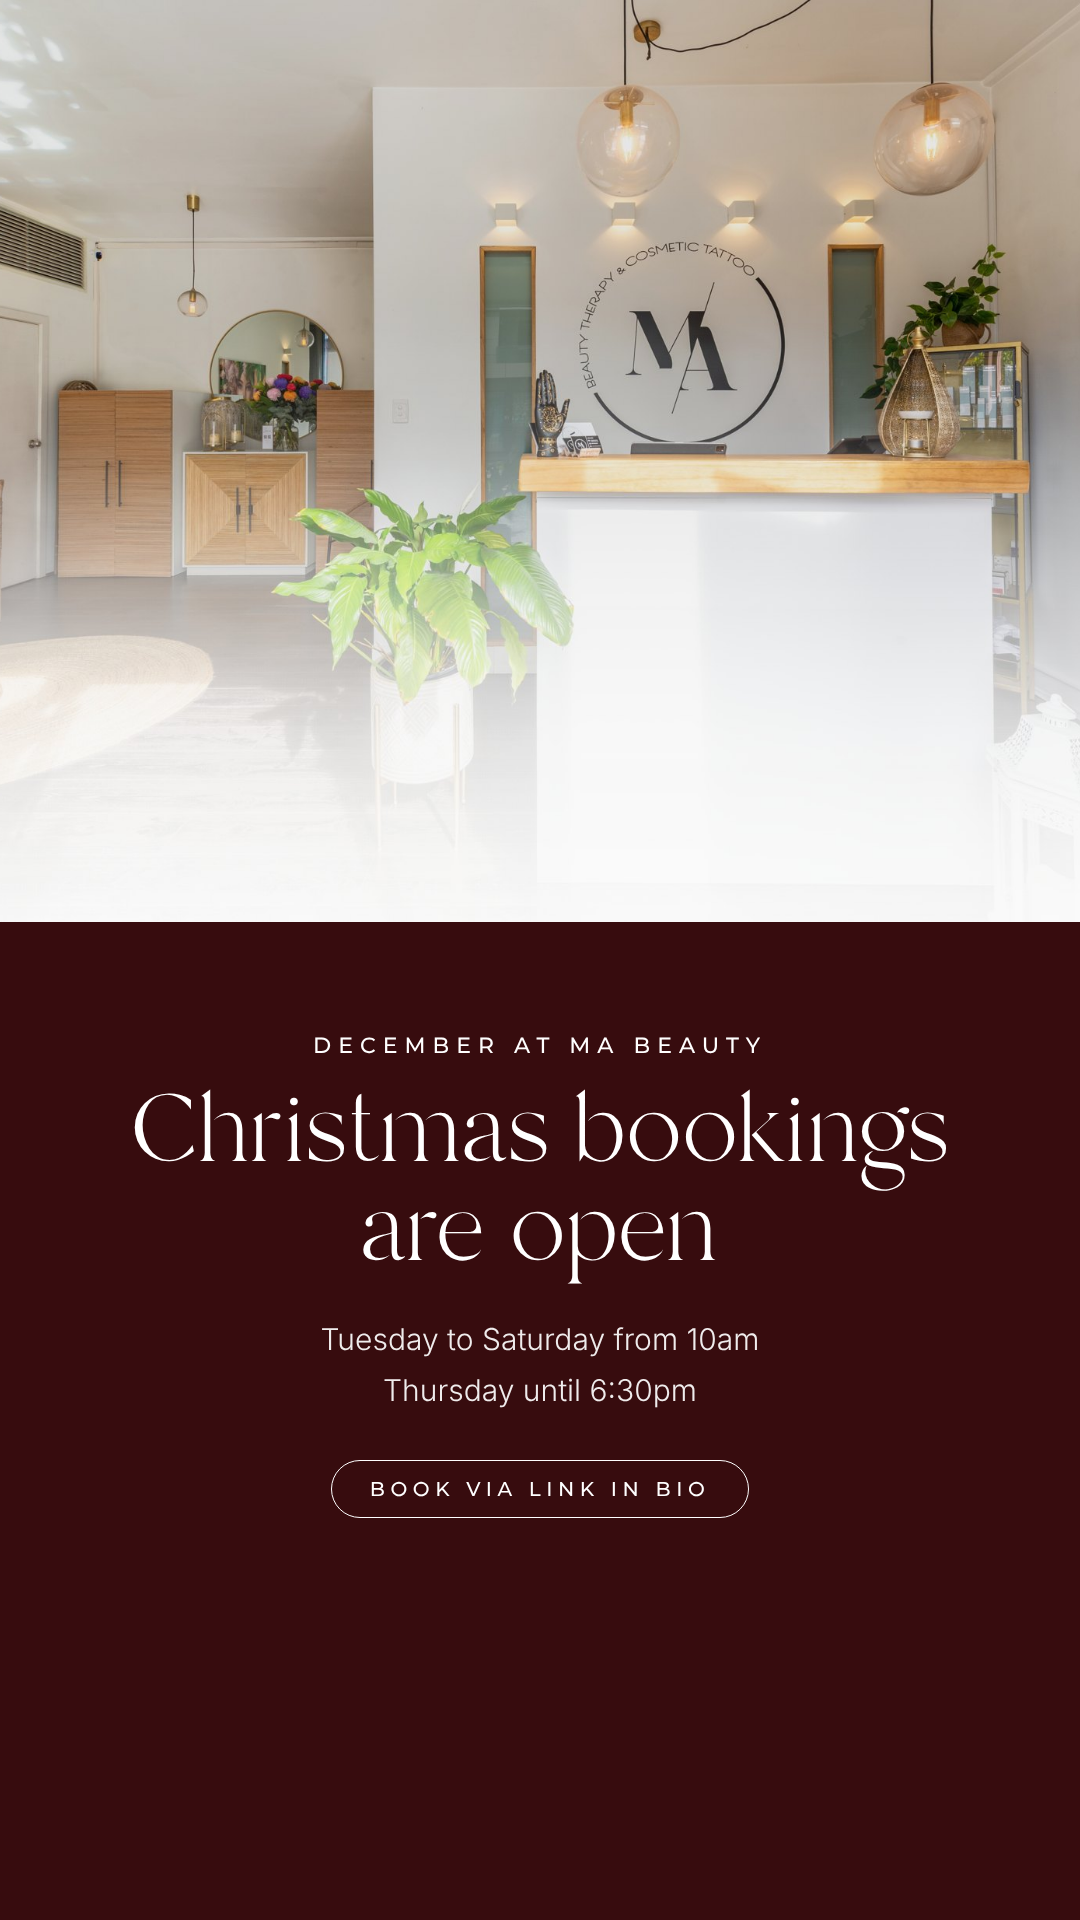 BEAUTY THERAPY & COSMETIC TATTOO
MA
DECEMBER AT MA BEAUTY
Christmas bookings
are open
Tuesday to Saturday from 10am
Thursday until 6:30pm
BOOK VIA LINK IN BIO